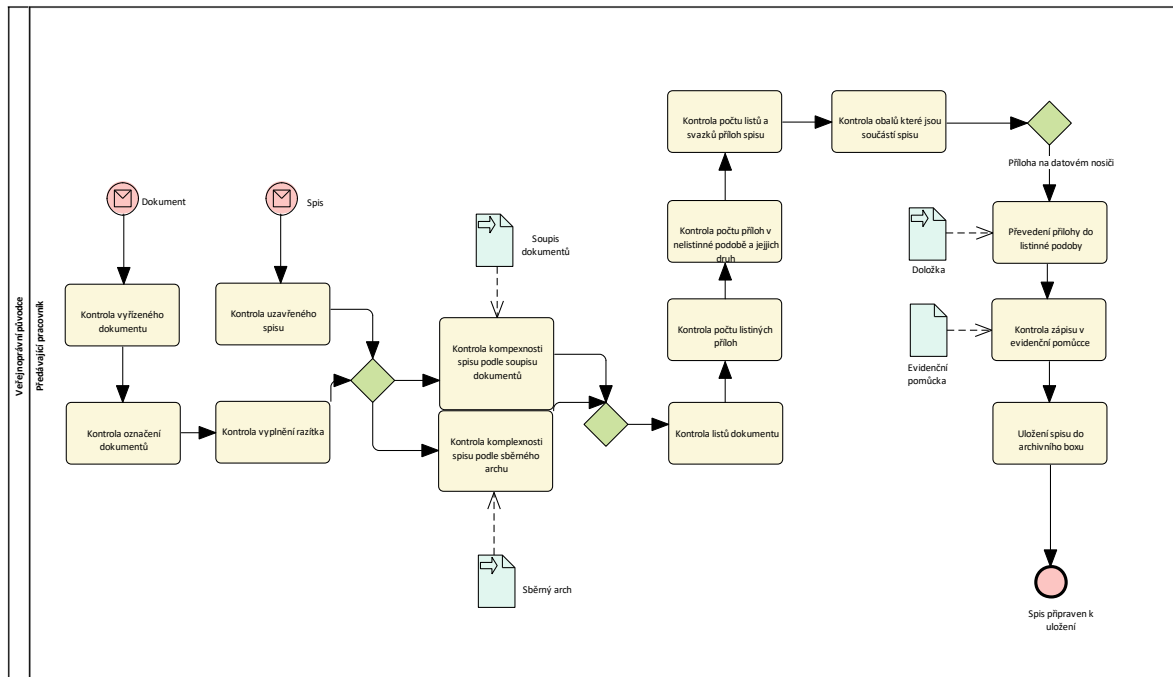 Veřejnoprávní původce
Předávající pracovník
Dokument
Spis
Kontrola vyřízeného
dokumentu
Kontrola uzavřeného
spisu
Kontrola označení
dokumentů
Kontrola vyplnění razítka
Soupis
dokumentů
Kontrola kompexnosti
spisu podle soupisu
dokumentů
Kontrola komplexnosti
spisu podle sběrného
archu
Sběrný arch
Kontrola listů dokumentu
Kontrola počtu listiných
příloh
Kontrola počtu příloh v
nelistinné podobě a jejjich
druh
Kontrola počtu listů a
svazků příloh spisu
Kontrola obalů které jsou
součástí spisu
Příloha na datovém nosiči
Převedení přílohy do
listinné podoby
Doložka
Kontrola zápisu v
evidenční pomůcce
Evidenční
pomůcka
Uložení spisu do
archivního boxu
Spis připraven k
uložení